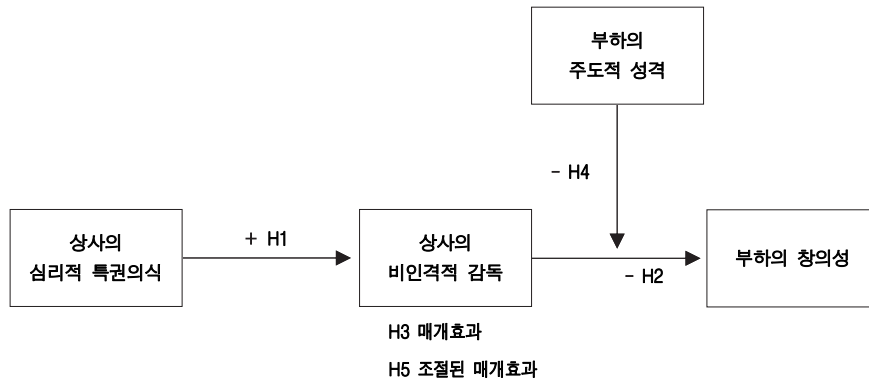 부하의
주도적 성격
- H4
상사의
심리적 특권의식
+ H1
상사의
비인격적 감독
- H2
부하의 창의성
H3 매개효과
H5 조절된 매개효과